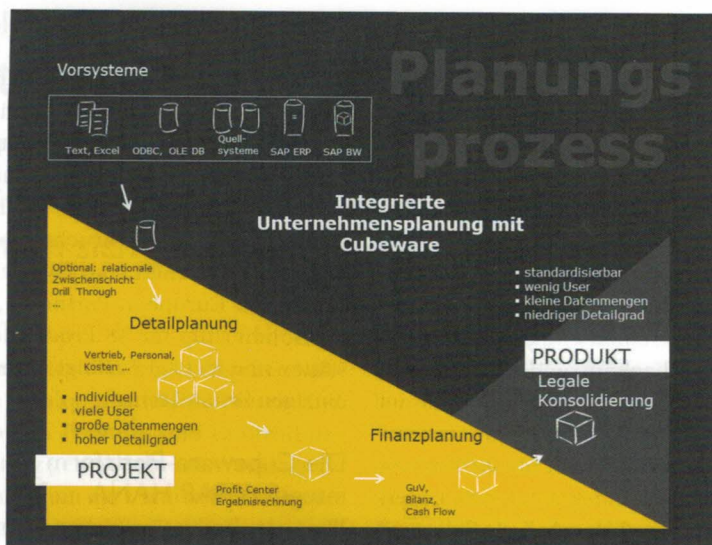 Planungs
prozess
Vorsysteme
Text, Excel
ODBC, OLE DB
Quell-
systeme
SAP ERP
SAP BW
Integrierte
Unternehmensplanung mit
Cubeware
Optional: relationale
Zwischenschicht
Drill Through
...
▪ standardisierbar
▪ wenig User
▪ kleine Datenmengen
▪ niedriger Detailgrad
Detailplanung
Vertrieb, Personal,
Kosten ...
PRODUKT
Legale
Konsolidierung
▪ Individuell
▪ viele User
▪ große Datenmengen
▪ hoher Detailgrad
Finanzplanung
PROJEKT
Profit Center
Ergebnisrechnung
GuV,
Bilanz,
Cash Flow